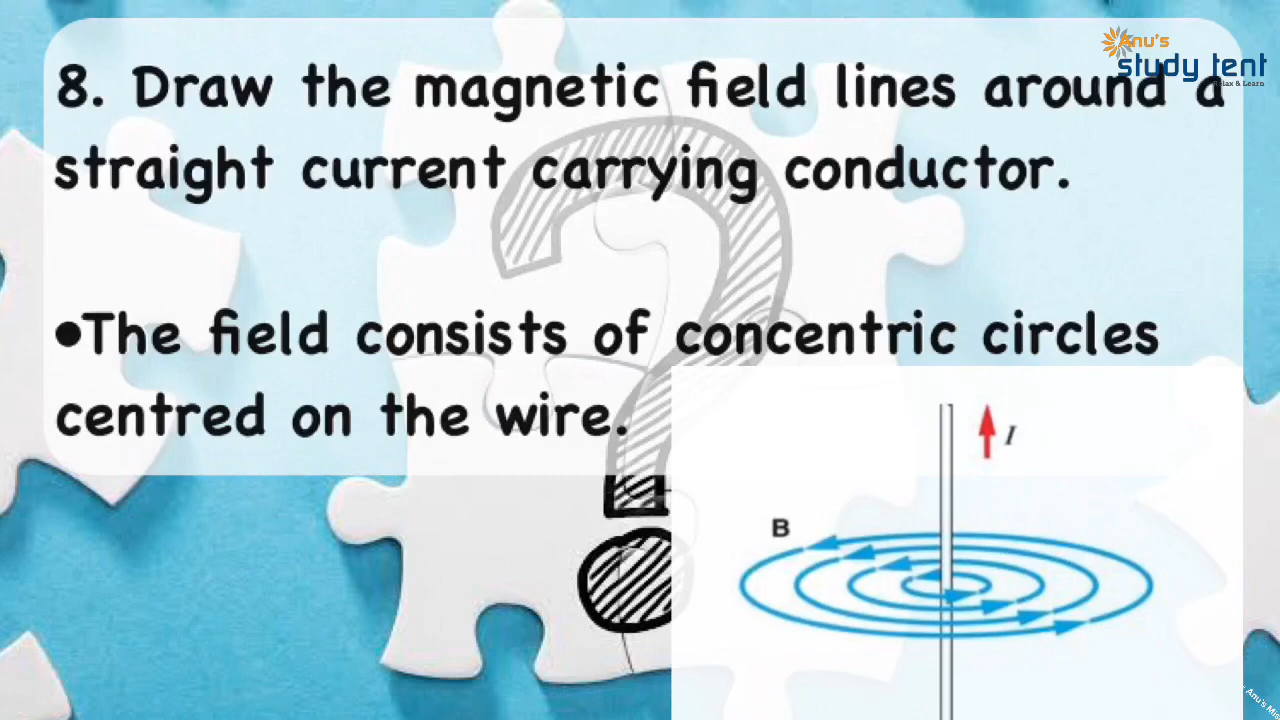 Anu's
study tent
8. Draw the magnetic field lines around a
straight current carrying conductor.
•The field consists of concentric circles
centred on the wire.
I
B